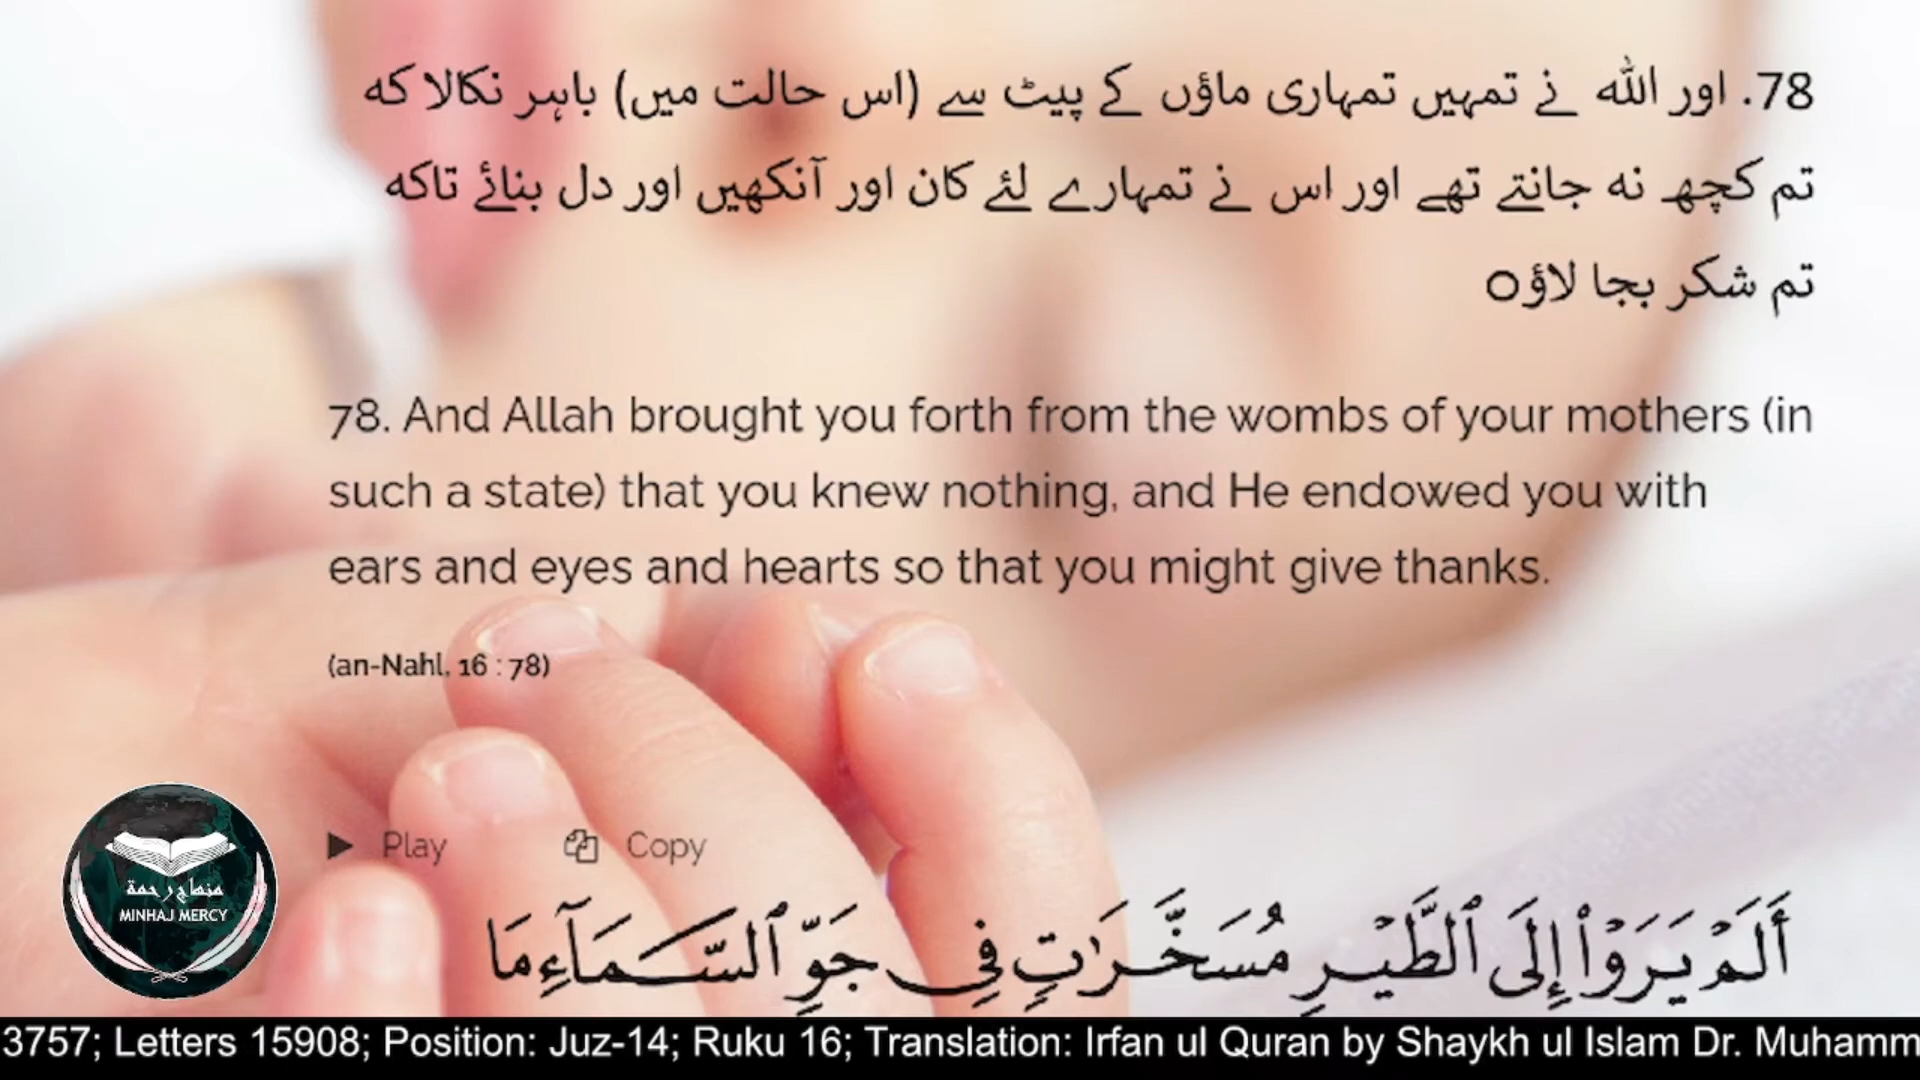 78. اور اللہ نے تمہیں تمہاری ماؤں کے پیٹ سے (اس حالت میں) باہر نکالا کہ
تم کچھ نہ جانتے تھے اور اس نے تمہارے لئے کان اور آنکھیں اور دل بنائے تاکہ
تم شکر بجا لاؤo
78. And Allah brought you forth from the wombs of your mothers (in
such a state) that you knew nothing, and He endowed you with
ears and eyes and hearts so that you might give thanks.
(an-Nahl, 16 : 78)
Play Copy
أَلَمْ يَرَوْا۟ إِلَى ٱلطَّيْرِ مُسَخَّرَٰتٍ فِى جَوِّ ٱلسَّمَآءِ مَا
منهاج رحمة
MINHAJ MERCY
3757; Letters 15908; Position: Juz-14; Ruku 16; Translation: Irfan ul Quran by Shaykh ul Islam Dr. Muhamm